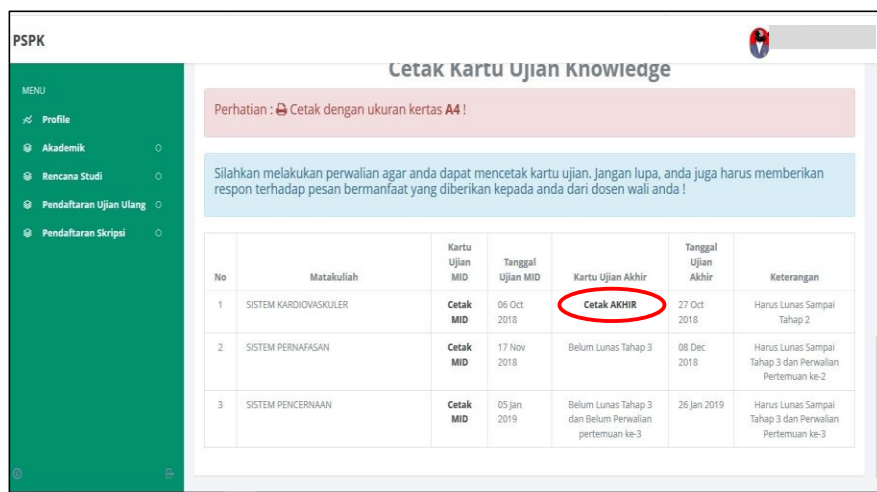 PSPK
MENU
Profile
Akademik
Rencana Studi
Pendaftaran Ujian Ulang
Pendaftaran Skripsi
Cetak Kartu Ujian Knowledge
Perhatian : Cetak dengan ukuran kertas A4 !
Silahkan melakukan perwalian agar anda dapat mencetak kartu ujian. Jangan lupa, anda juga harus memberikan
respon terhadap pesan bermanfaat yang diberikan kepada anda dari dosen wali anda !
No Matakuliah Kartu Ujian MID Tanggal Ujian MID Kartu Ujian Akhir Tanggal Ujian Akhir Keterangan
1 SISTEM KARDIOVASKULER Cetak MID 06 Oct 2018 Cetak AKHIR 27 Oct 2018 Harus Lunas Sampai Tahap 2
2 SISTEM PERNAFASAN Cetak MID 17 Nov 2018 Belum Lunas Tahap 3 08 Dec 2018 Harus Lunas Sampai Tahap 3 dan Perwalian Pertemuan ke-2
3 SISTEM PENCERNAAN Cetak MID 05 Jan 2019 Belum Lunas Tahap 3 dan Belum Perwalian pertemuan ke-3 26 Jan 2019 Harus Lunas Sampai Tahap 3 dan Perwalian Pertemuan ke-3